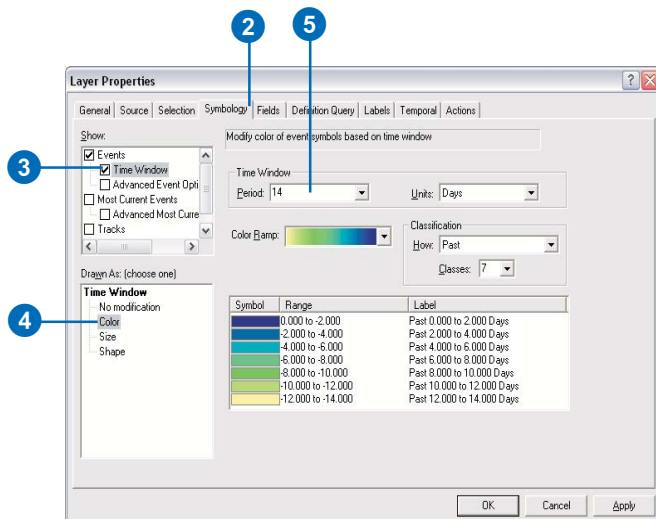 2
5
Layer Properties
General Source Selection Symbology Fields Definition Query Labels Temporal Actions
Show:
Modify color of event symbols based on time window
3
Events
Time Window
Advanced Event Opti
Most Current Events
Advanced Most Curre
Tracks
Time Window
Period: 14
Units: Days
Color Ramp:
Classification
How: Past
Classes: 7
Drawn As: (choose one)
4
Time Window
No modification
Color
Size
Shape
Symbol Range Label
0.000 to -2.000 Past 0.000 to 2.000 Days
-2.000 to -4.000 Past 2.000 to 4.000 Days
-4.000 to -6.000 Past 4.000 to 6.000 Days
-6.000 to -8.000 Past 6.000 to 8.000 Days
-8.000 to -10.000 Past 8.000 to 10.000 Days
-10.000 to -12.000 Past 10.000 to 12.000 Days
-12.000 to -14.000 Past 12.000 to 14.000 Days
OK Cancel Apply